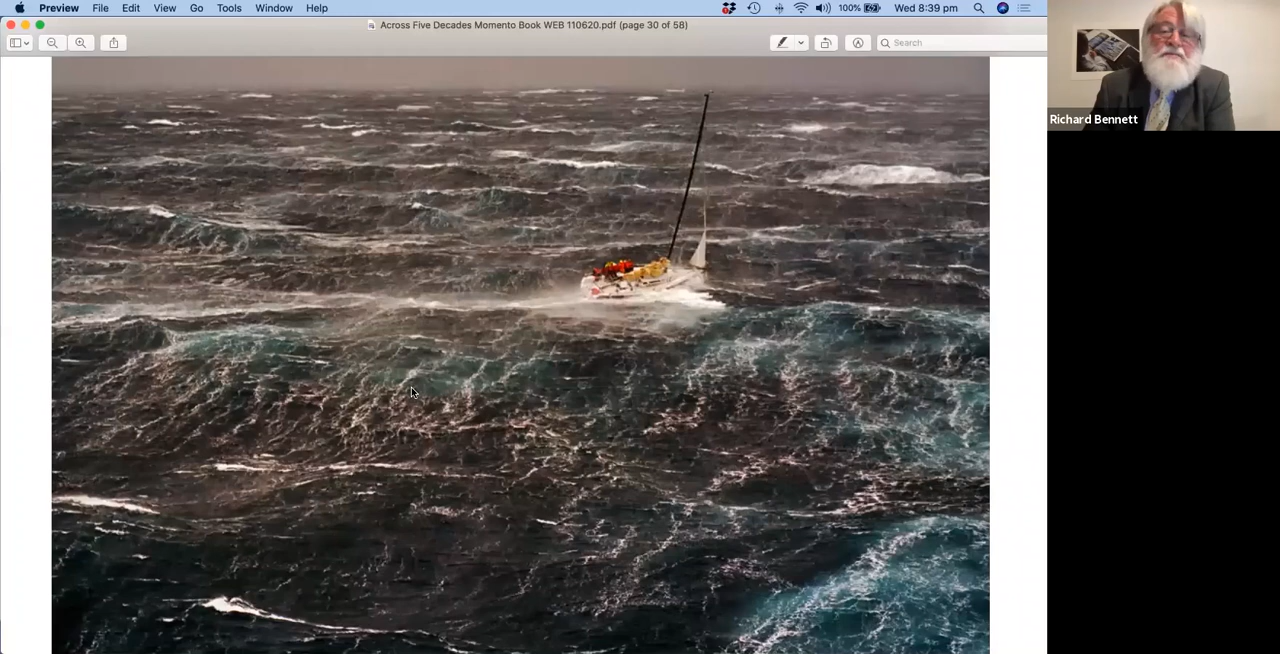 Preview File Edit View Go Tools Window Help 100% Wed 8:39 pm
Across Five Decades Momento Book WEB 110620.pdf (page 30 of 58)
Search
Richard Bennett